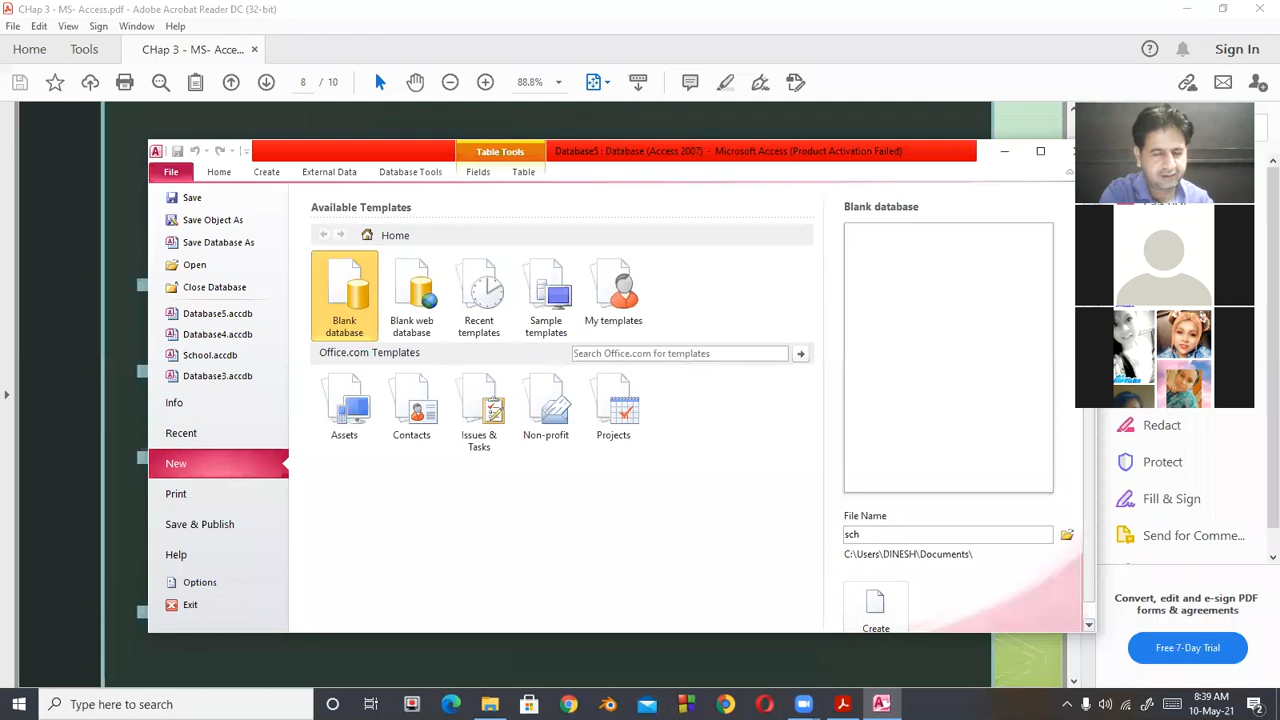 CHap 3 - MS- Access.pdf - Adobe Acrobat Reader DC (32-bit)
File Edit View Sign Window Help
Home Tools CHap 3 - MS- Acce... Sign In
8 / 10 88.8%
Table Tools Database5 : Database (Access 2007) - Microsoft Access (Product Activation Failed)
File Home Create External Data Database Tools Fields Table
Save
Save Object As
Save Database As
Open
Close Database
Database5.accdb
Database4.accdb
School.accdb
Database3.accdb
Info
Recent
New
Print
Save & Publish
Help
Options
Exit
Available Templates
Home
Blank database
Blank web database
Recent templates
Sample templates
My templates
Office.com Templates
Search Office.com for templates
Assets
Contacts
Issues & Tasks
Non-profit
Projects
Blank database
File Name
sch
C:\Users\DINESH\Documents\
Create
Redact
Protect
Fill & Sign
Send for Comme...
Convert, edit and e-sign PDF
forms & agreements
Free 7-Day Trial
Type here to search
8:39 AM
10-May-21
2